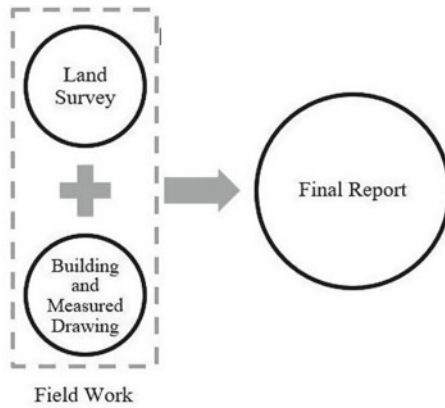 Land
Survey
Final Report
Building
and
Measured
Drawing
Field Work